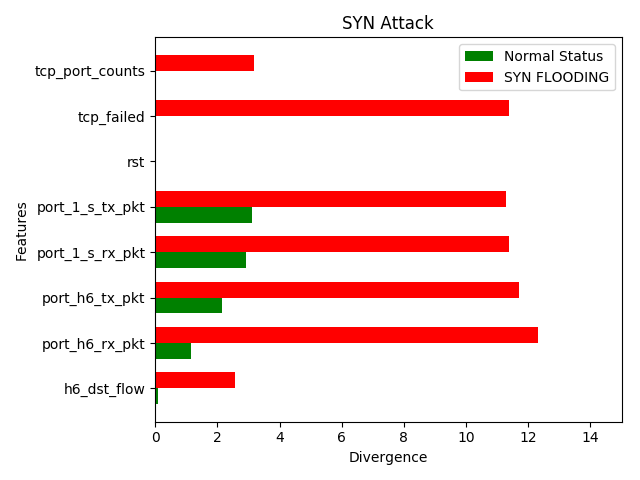 SYN Attack
Normal Status
SYN FLOODING
Features
tcp_port_counts
tcp_failed
rst
port_1_s_tx_pkt
port_1_s_rx_pkt
port_h6_tx_pkt
port_h6_rx_pkt
h6_dst_flow
0 2 4 6 8 10 12 14
Divergence